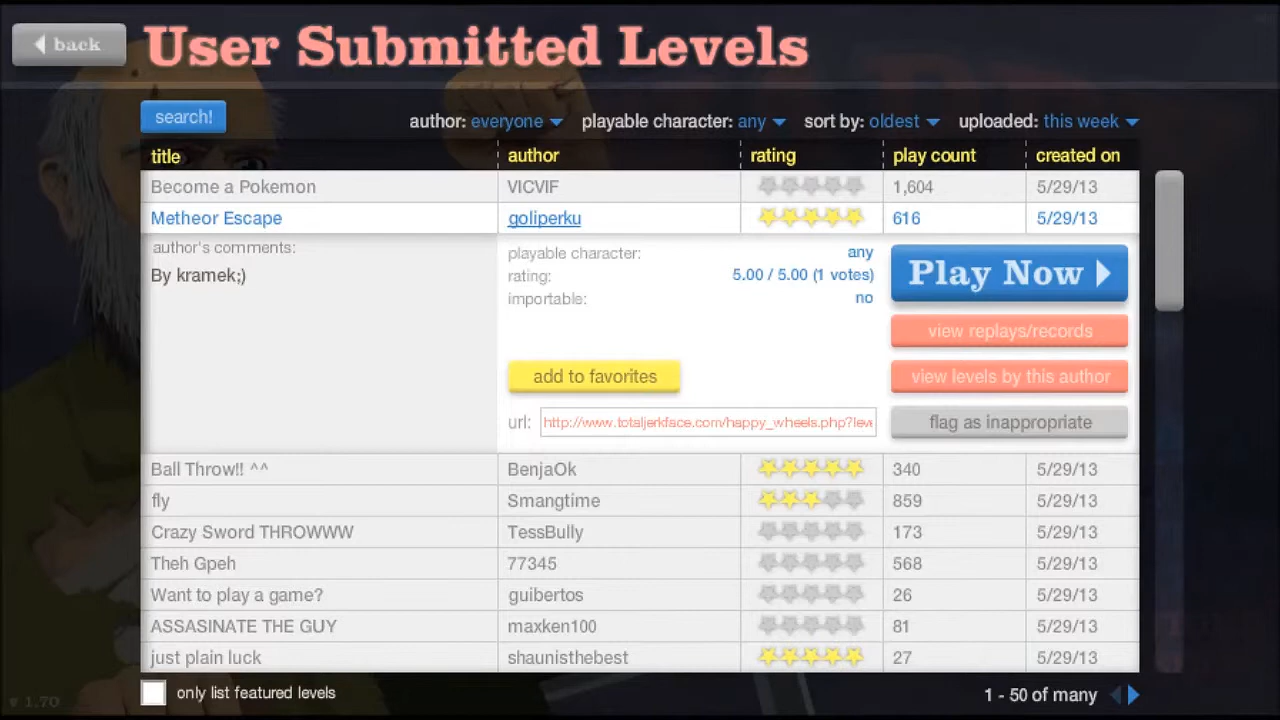 back
User Submitted Levels
search!
author: everyone playable character: any sort by: oldest uploaded: this week
title author rating play count created on
Become a Pokemon VICVIF 1,604 5/29/13
Metheor Escape goliperku 616 5/29/13
author's comments:
By kramek;)
playable character: any
rating: 5.00 / 5.00 (1 votes)
importable: no
Play Now
view replays/records
add to favorites
view levels by this author
url: http://www.totaljerkface.com/happy_wheels.php?lev
flag as inappropriate
Ball Throw!! ^^ BenjaOk 340 5/29/13
fly Smangtime 859 5/29/13
Crazy Sword THROWWW TessBully 173 5/29/13
Theh Gpeh 77345 568 5/29/13
Want to play a game? guibertos 26 5/29/13
ASSASINATE THE GUY maxken100 81 5/29/13
just plain luck shaunisthebest 27 5/29/13
only list featured levels
1 - 50 of many
v 1.70